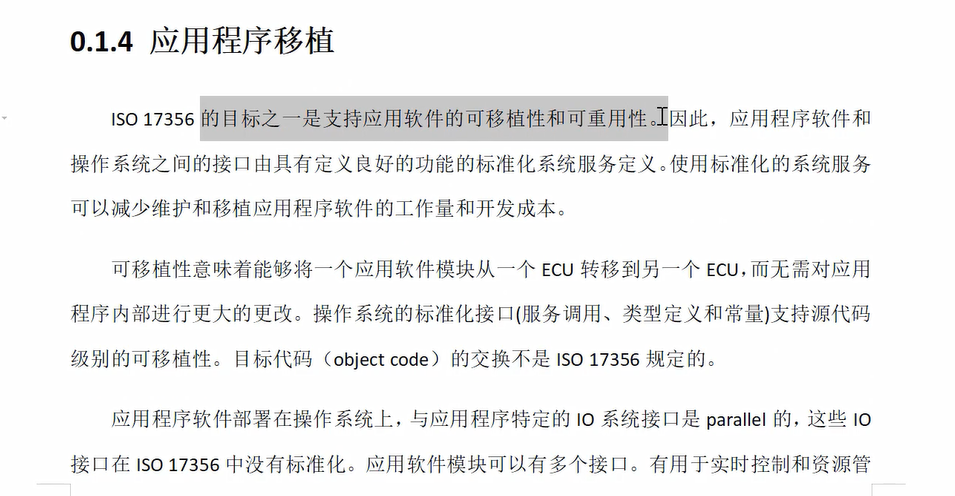 0.1.4 应用程序移植
ISO 17356 的目标之一是支持应用软件的可移植性和可重用性。因此，应用程序软件和
操作系统之间的接口由具有定义良好的功能的标准化系统服务定义。使用标准化的系统服务
可以减少维护和移植应用程序软件的工作量和开发成本。
可移植性意味着能够将一个应用软件模块从一个 ECU 转移到另一个 ECU，而无需对应用
程序内部进行更大的更改。操作系统的标准化接口(服务调用、类型定义和常量)支持源代码
级别的可移植性。目标代码（object code）的交换不是 ISO 17356 规定的。
应用程序软件部署在操作系统上，与应用程序特定的 IO 系统接口是 parallel 的，这些 IO
接口在 ISO 17356 中没有标准化。应用软件模块可以有多个接口。有用于实时控制和资源管